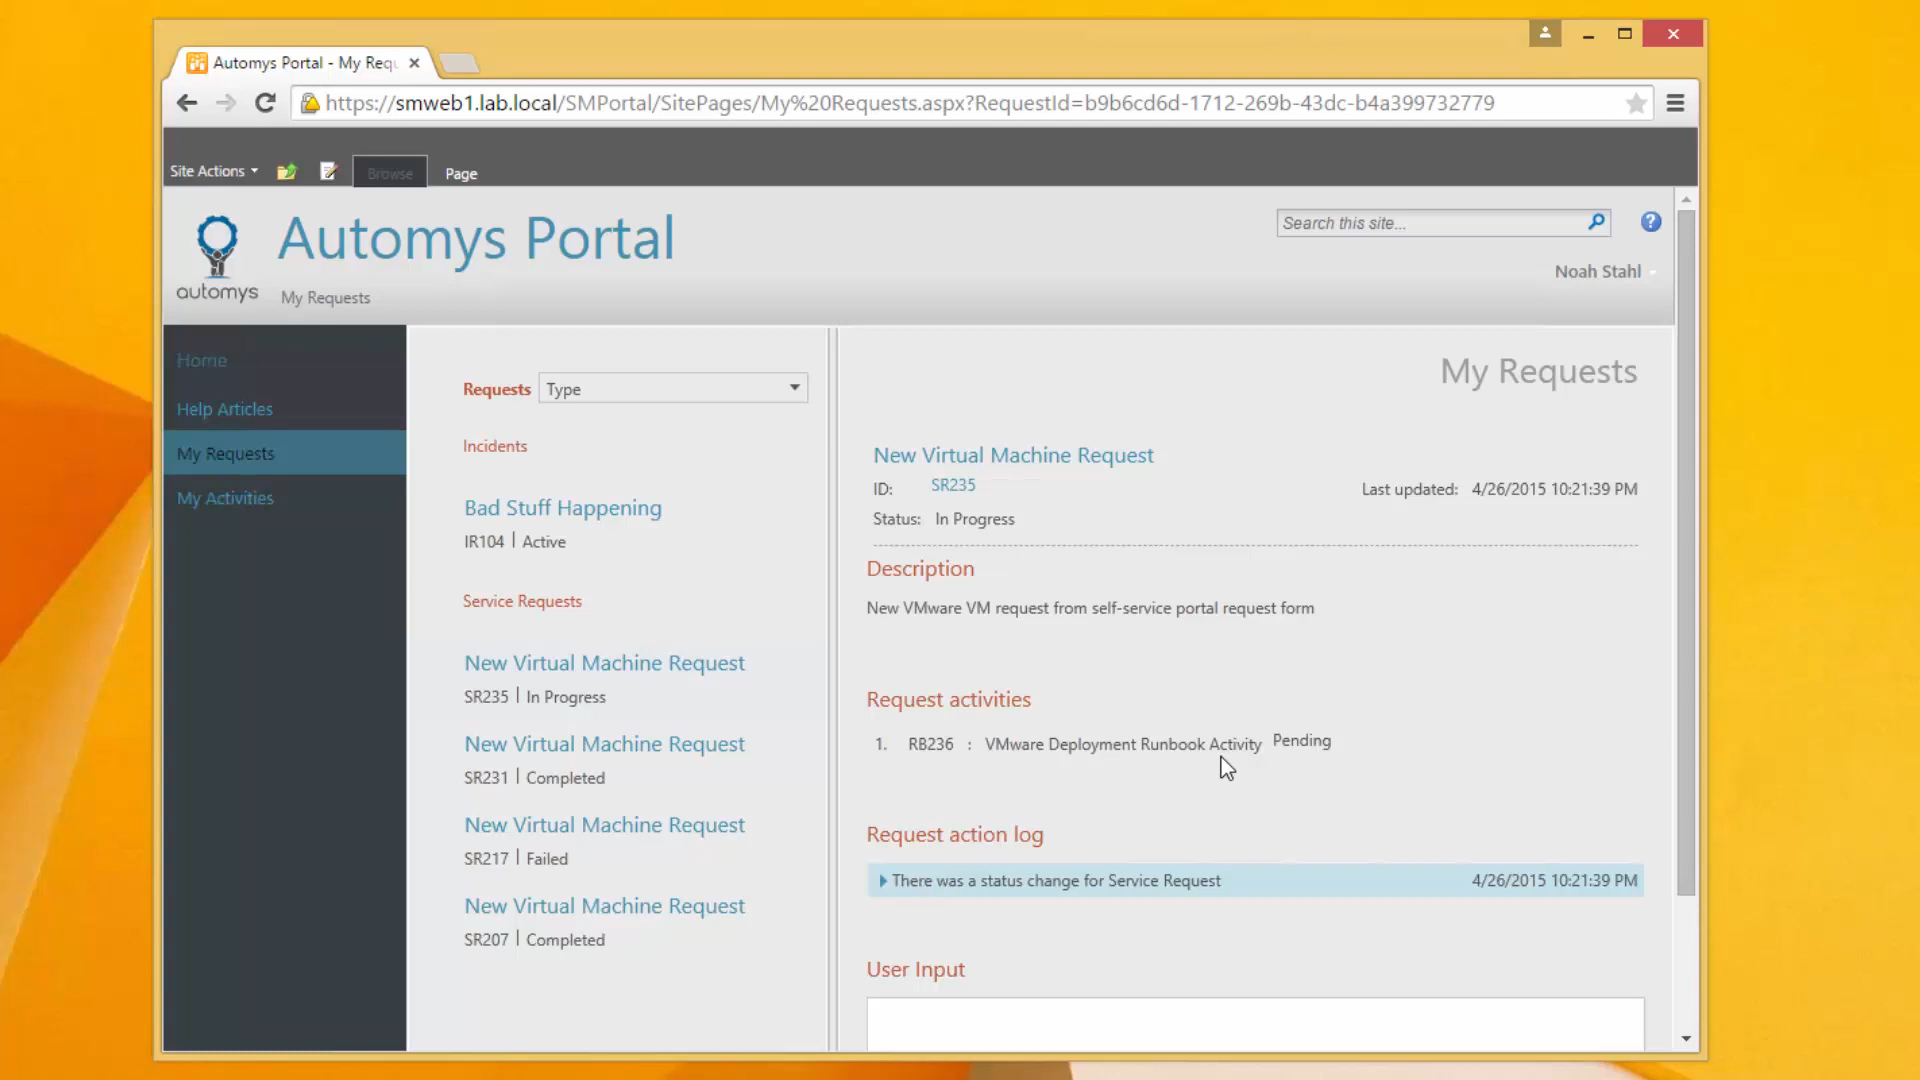 Automys Portal - My Req
https://smweb1.lab.local/SMPortal/SitePages/My%20Requests.aspx?RequestId=b9b6cd6d-1712-269b-43dc-b4a399732779
Site Actions
Browse
Page
Automys Portal
Search this site...
automys
My Requests
Noah Stahl
Home
Help Articles
My Requests
My Activities
Requests
Type
Incidents
Bad Stuff Happening
IR104 | Active
Service Requests
New Virtual Machine Request
SR235 | In Progress
New Virtual Machine Request
SR231 | Completed
New Virtual Machine Request
SR217 | Failed
New Virtual Machine Request
SR207 | Completed
My Requests
New Virtual Machine Request
ID: SR235
Last updated: 4/26/2015 10:21:39 PM
Status: In Progress
Description
New VMware VM request from self-service portal request form
Request activities
1. RB236 : VMware Deployment Runbook Activity Pending
Request action log
There was a status change for Service Request 4/26/2015 10:21:39 PM
User Input